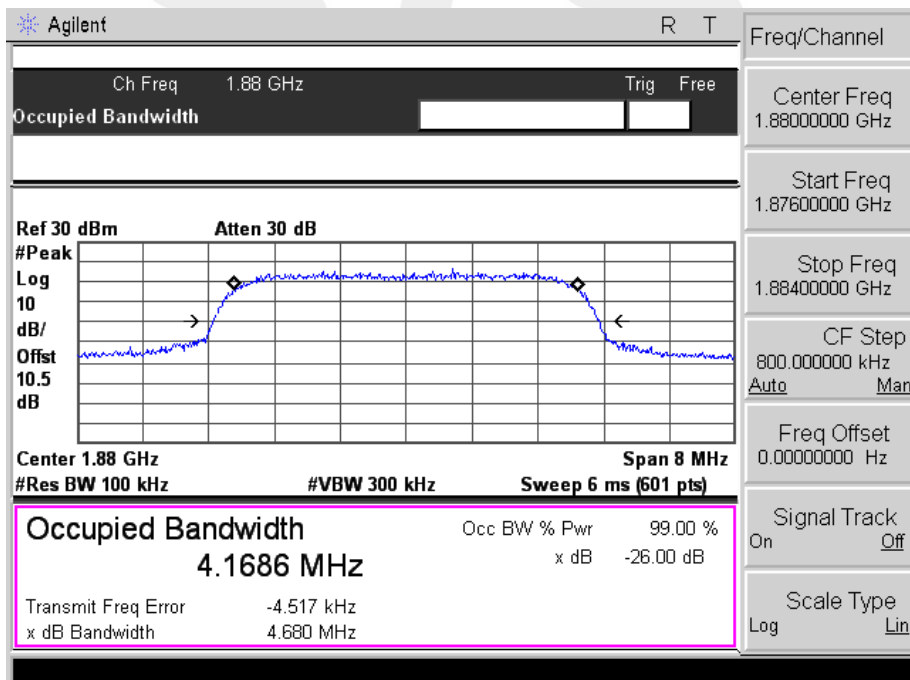 Agilent
R T
Ch Freq 1.88 GHz Trig Free
Occupied Bandwidth
Ref 30 dBm Atten 30 dB
#Peak
Log
10
dB/
Offst
10.5
dB
Center 1.88 GHz Span 8 MHz
#Res BW 100 kHz #VBW 300 kHz Sweep 6 ms (601 pts)
Occupied Bandwidth
4.1686 MHz
Occ BW % Pwr 99.00 %
x dB -26.00 dB
Transmit Freq Error -4.517 kHz
x dB Bandwidth 4.680 MHz
Freq/Channel
Center Freq
1.88000000 GHz
Start Freq
1.87600000 GHz
Stop Freq
1.88400000 GHz
CF Step
800.000000 kHz
Auto Man
Freq Offset
0.00000000 Hz
Signal Track
On Off
Scale Type
Log Lin